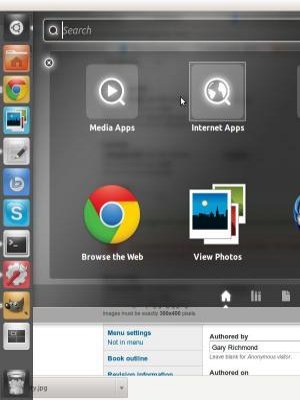 Search
Media Apps
Internet Apps
Browse the Web
View Photos
Images must be exactly 300x400 pixels
Menu settings
Not in menu
Book outline
Revision information
Authored by
Gary Richmond
Leave blank for Anonymous visitor.
Authored on
ry.jpg